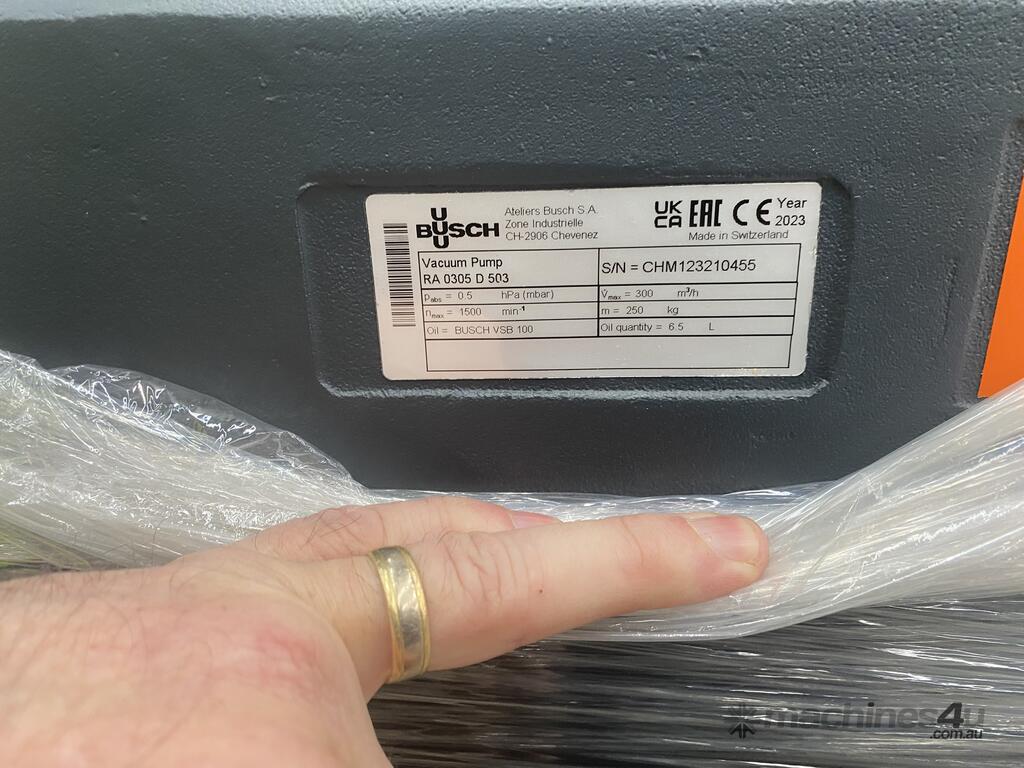 BUSCH
Ateliers Busch S.A.
Zone Industrielle
CH-2906 Chevenez
UK
CA
EAC CE
Year
2023
Made in Switzerland
Vacuum Pump
RA 0305 D 503
S/N = CHM123210455
pabs = 0.5 hPa (mbar)
V̇max = 300 m³/h
nmax = 1500 min⁻¹
m = 250 kg
Oil = BUSCH VSB 100
Oil quantity = 6.5 L
machines4u
.com.au